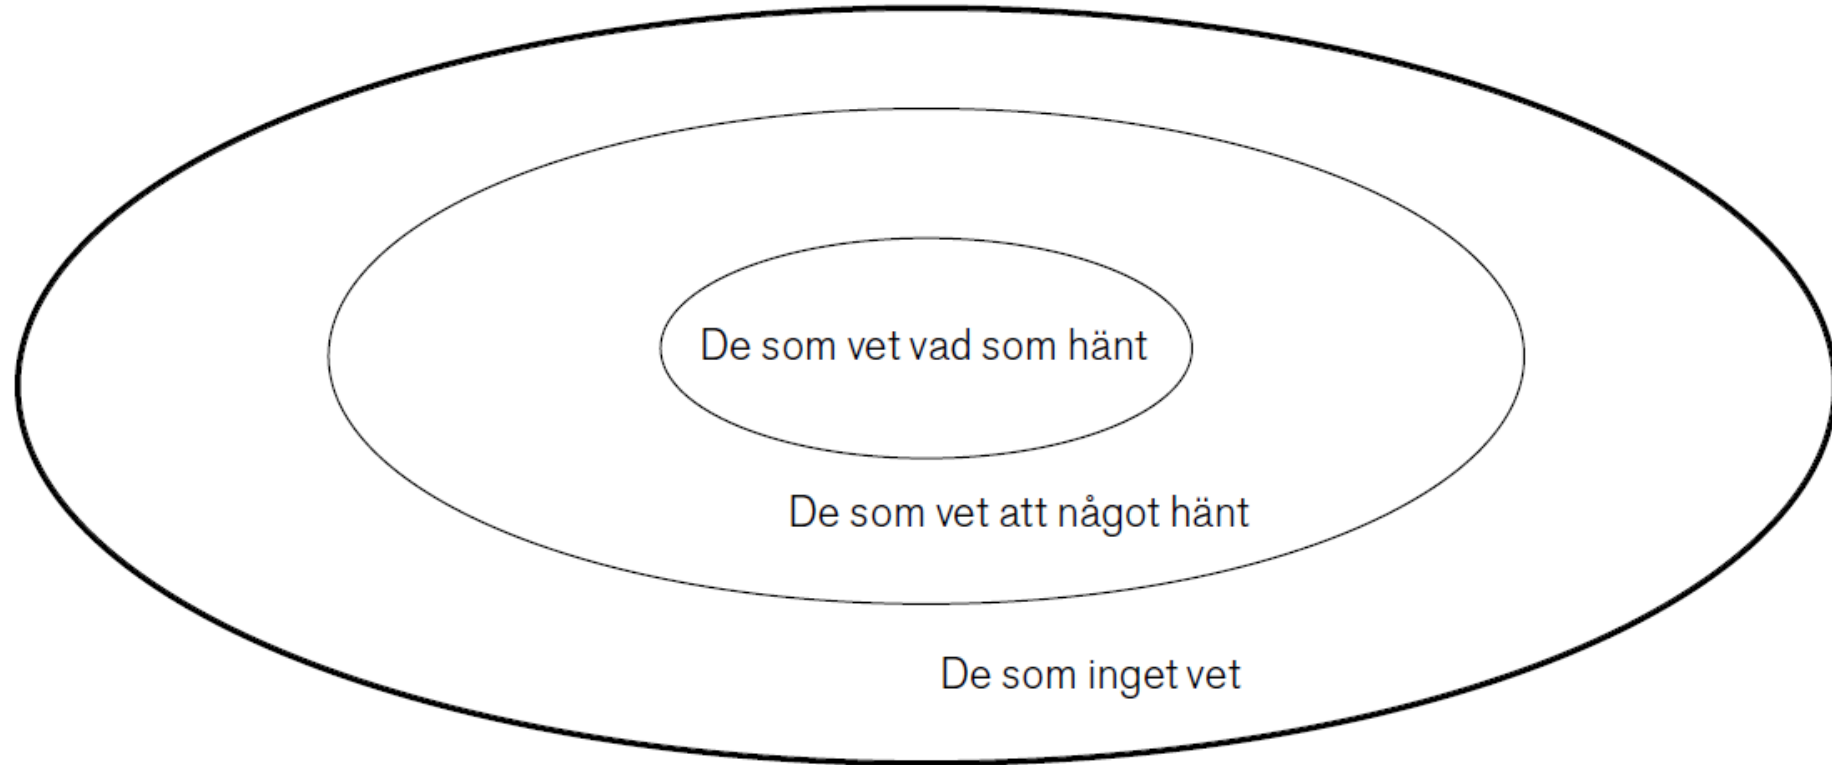 De som vet vad som hänt
De som vet att något hänt
De som inget vet